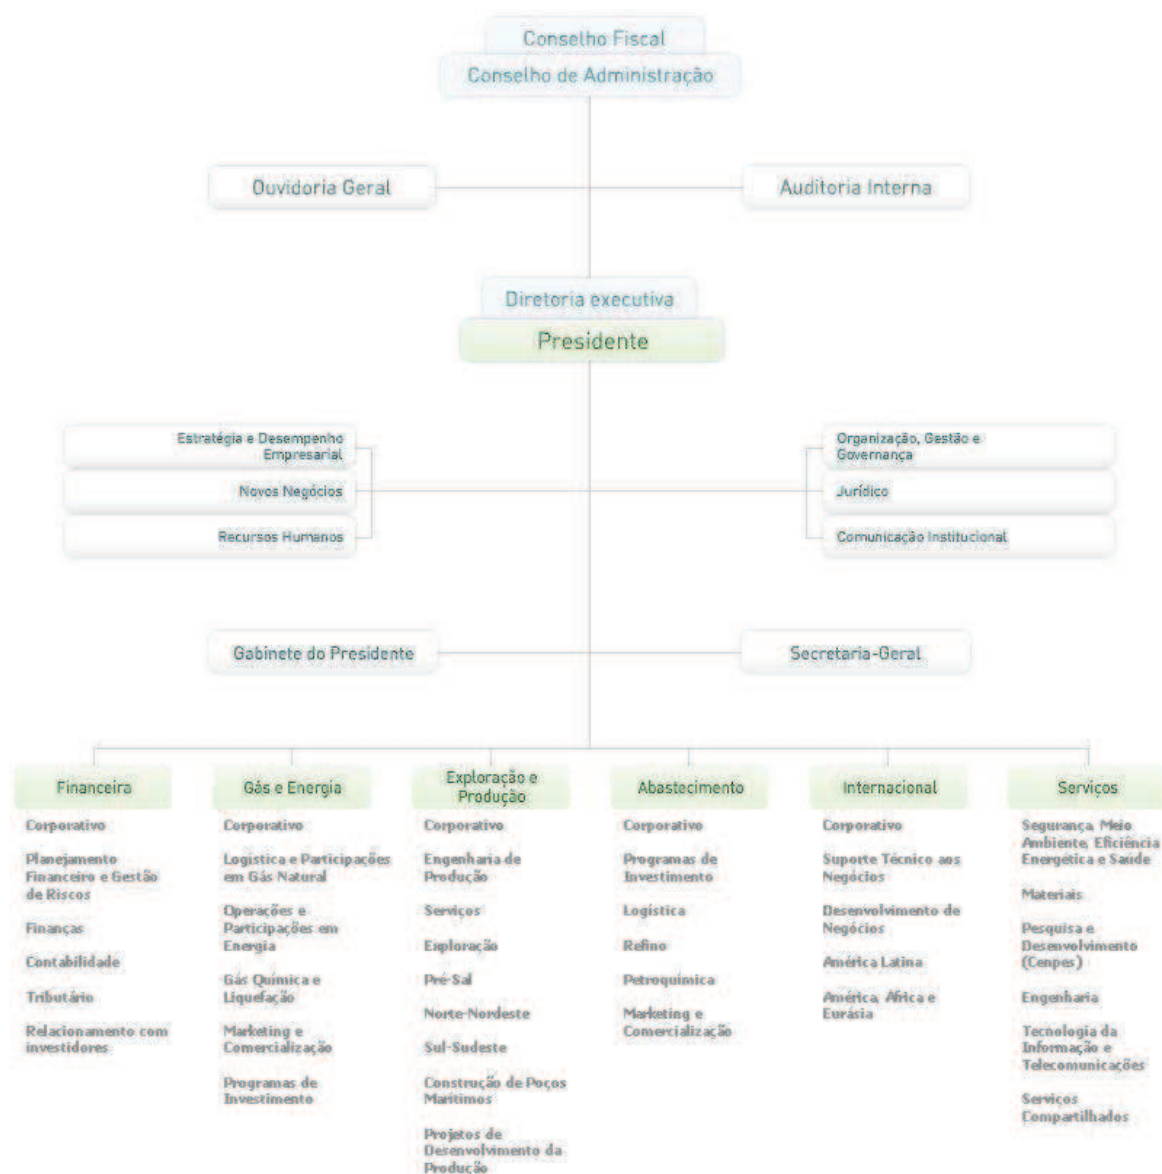 Conselho Fiscal
Conselho de Administração
Ouvidoria Geral
Auditoria Interna
Diretoria executiva
Presidente
Estratégia e Desempenho
Empresarial
Novos Negócios
Recursos Humanos
Organização, Gestão e
Governança
Jurídico
Comunicação Institucional
Gabinete do Presidente
Secretaria-Geral
Financeira
Corporativo
Planejamento
Financeiro e Gestão
de Riscos
Finanças
Contabilidade
Tributário
Relacionamento com
investidores
Gás e Energia
Corporativo
Logística e Participações
em Gás Natural
Operações e
Participações em
Energia
Gás Química e
Liquefação
Marketing e
Comercialização
Programas de
Investimento
Exploração e
Produção
Corporativo
Engenharia de
Produção
Serviços
Exploração
Pré-Sal
Norte-Nordeste
Sul-Sudeste
Construção de Poços
Marítimos
Projetos de
Desenvolvimento da
Produção
Abastecimento
Corporativo
Programas de
Investimento
Logística
Refino
Petroquímica
Marketing e
Comercialização
Internacional
Corporativo
Suporte Técnico aos
Negócios
Desenvolvimento de
Negócios
América Latina
América, África e
Eurásia
Serviços
Segurança, Meio
Ambiente, Eficiência
Energética e Saúde
Materiais
Pesquisa e
Desenvolvimento
(Cenpes)
Engenharia
Tecnologia da
Informação e
Telecomunicações
Serviços
Compartilhados